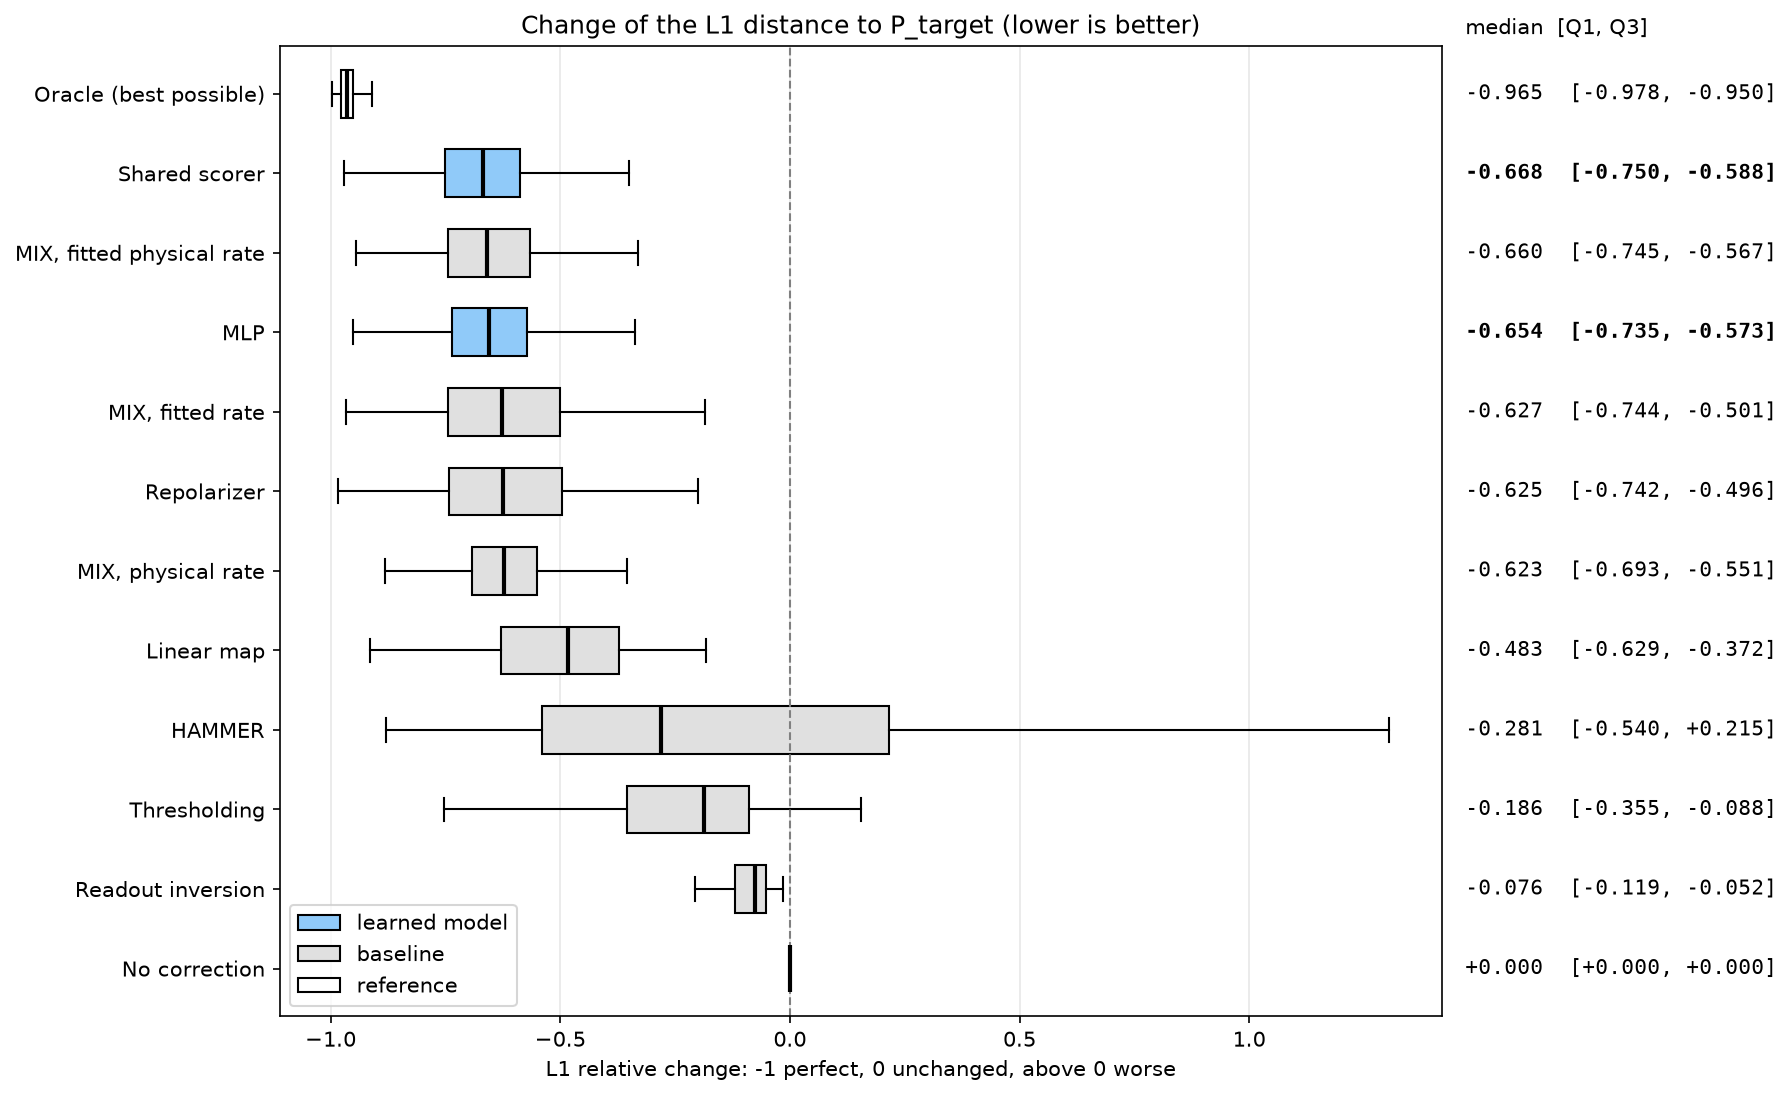 Change of the L1 distance to P_target (lower is better)
median [Q1, Q3]
Oracle (best possible) -0.965 [-0.978, -0.950]
Shared scorer -0.668 [-0.750, -0.588]
MIX, fitted physical rate -0.660 [-0.745, -0.567]
MLP -0.654 [-0.735, -0.573]
MIX, fitted rate -0.627 [-0.744, -0.501]
Repolarizer -0.625 [-0.742, -0.496]
MIX, physical rate -0.623 [-0.693, -0.551]
Linear map -0.483 [-0.629, -0.372]
HAMMER -0.281 [-0.540, +0.215]
Thresholding -0.186 [-0.355, -0.088]
Readout inversion -0.076 [-0.119, -0.052]
No correction +0.000 [+0.000, +0.000]
learned model
baseline
reference
−1.0 −0.5 0.0 0.5 1.0
L1 relative change: -1 perfect, 0 unchanged, above 0 worse